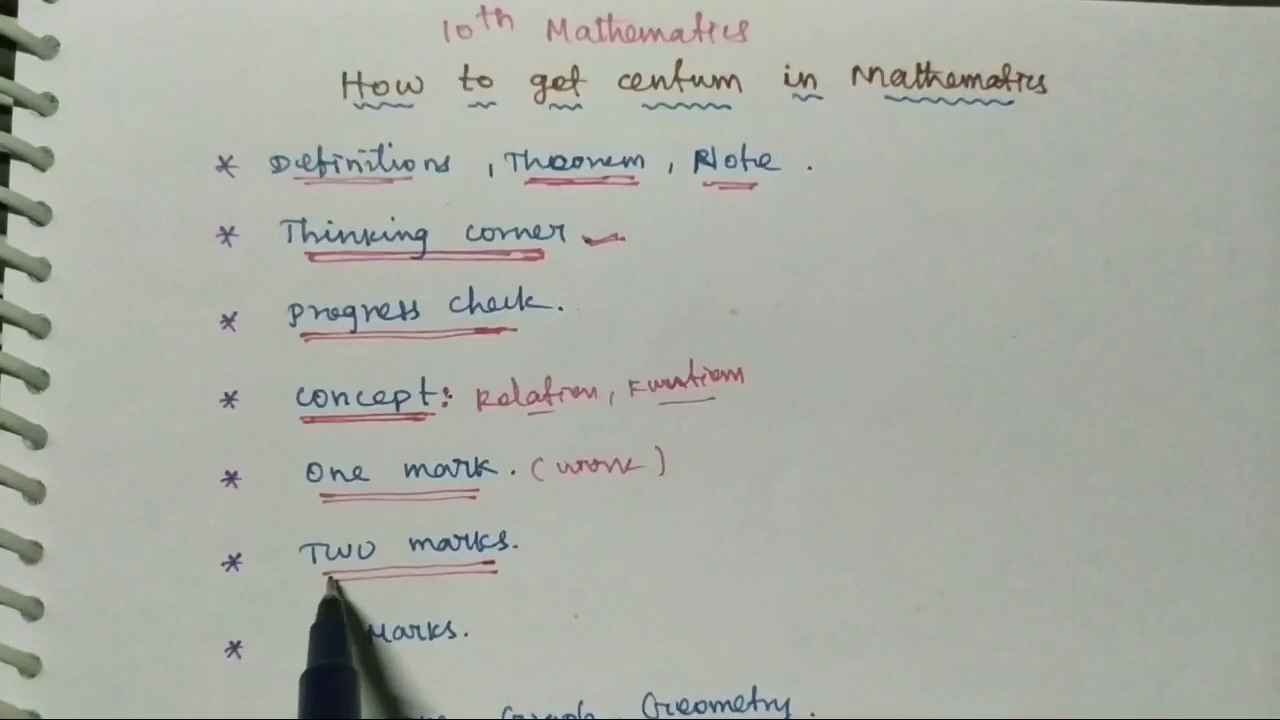 10th Mathematics
How to get centum in Mathematics
* Definitions, Theorem, Note.
* Thinking corner
* Progress check.
* concept: Relation, Function
* One mark. (work)
* Two marks.
* Marks.
Graph, Geometry.